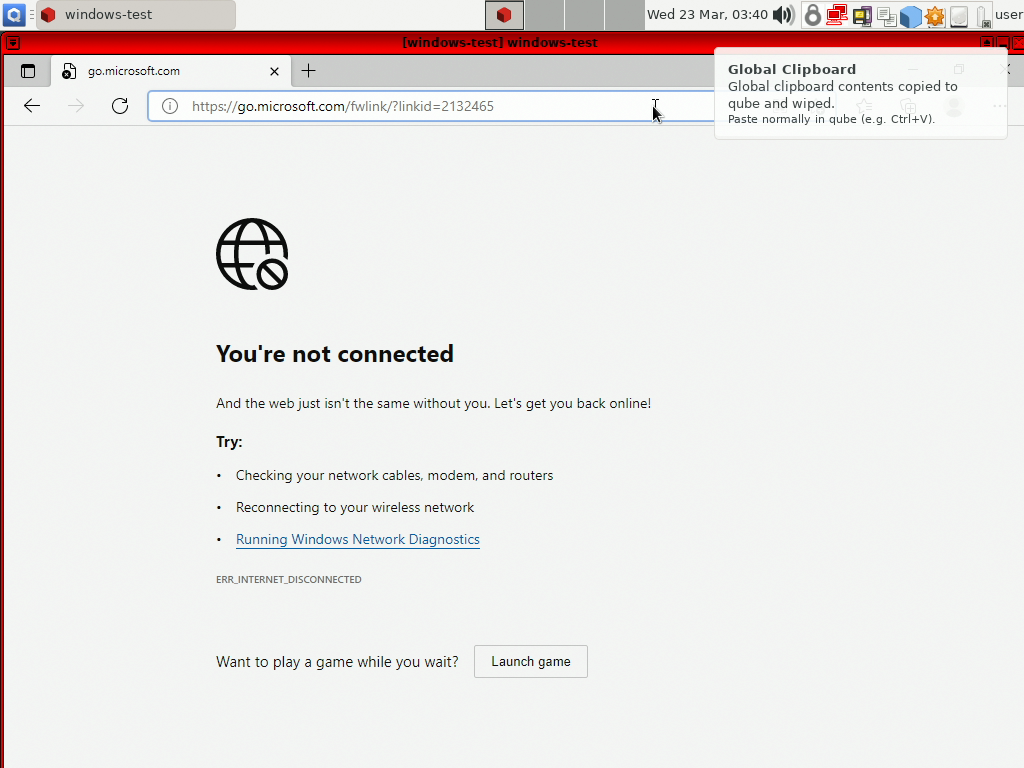 windows-test
Wed 23 Mar, 03:40
user
[windows-test] windows-test
go.microsoft.com
https://go.microsoft.com/fwlink/?linkid=2132465
Global Clipboard
Global clipboard contents copied to
qube and wiped.
Paste normally in qube (e.g. Ctrl+V).
You're not connected
And the web just isn't the same without you. Let's get you back online!
Try:
• Checking your network cables, modem, and routers
• Reconnecting to your wireless network
• Running Windows Network Diagnostics
ERR_INTERNET_DISCONNECTED
Want to play a game while you wait?
Launch game